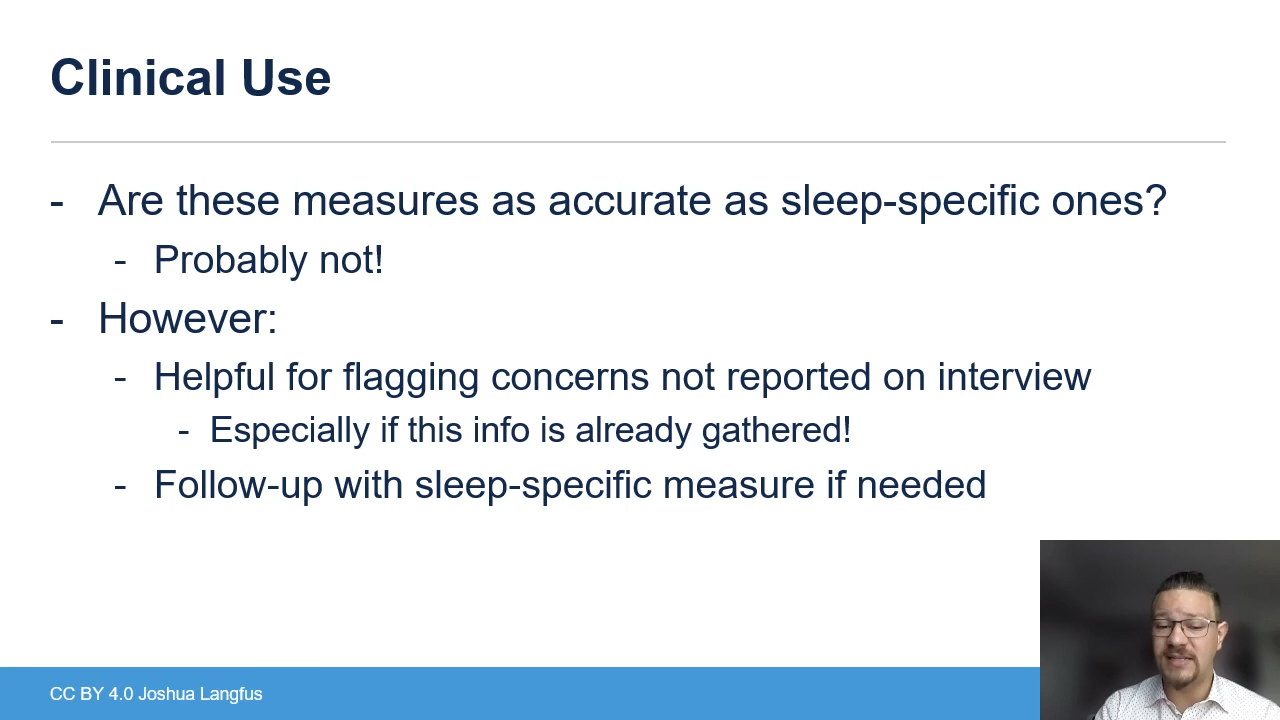 Clinical Use
- Are these measures as accurate as sleep-specific ones?
- Probably not!
- However:
- Helpful for flagging concerns not reported on interview
- Especially if this info is already gathered!
- Follow-up with sleep-specific measure if needed
CC BY 4.0 Joshua Langfus